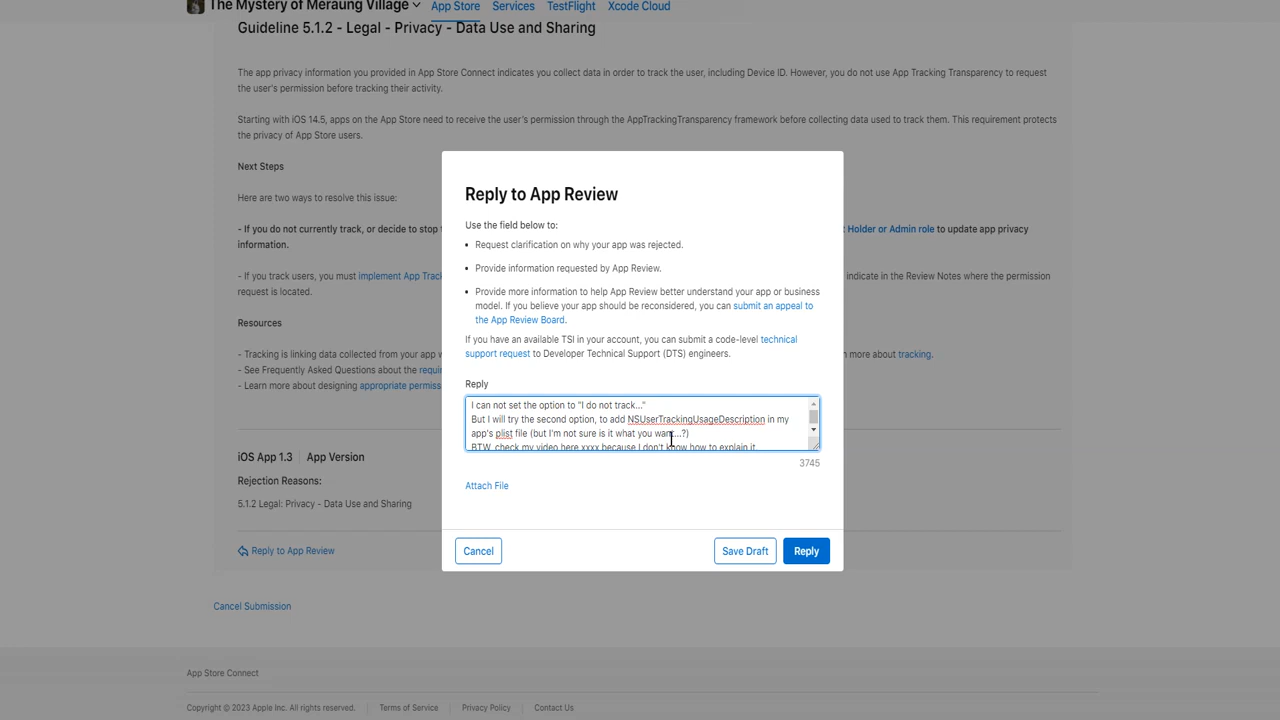 The Mystery of Meraung Village
App Store Services TestFlight Xcode Cloud
Guideline 5.1.2 - Legal - Privacy - Data Use and Sharing
The app privacy information you provided in App Store Connect indicates you collect data in order to track the user, including Device ID. However, you do not use App Tracking Transparency to request
the user's permission before tracking their activity.
Starting with iOS 14.5, apps on the App Store need to receive the user's permission through the AppTrackingTransparency framework before collecting data used to track them. This requirement protects
the privacy of App Store users.
Next Steps
Here are two ways to resolve this issue:
- If you do not currently track, or decide to stop
Holder or Admin role to update app privacy
information.
- If you track users, you must implement App Trac
indicate in the Review Notes where the permission
request is located.
Resources
- Tracking is linking data collected from your app
more about tracking.
- See Frequently Asked Questions about the
- Learn more about designing appropriate
Reply to App Review
Use the field below to:
• Request clarification on why your app was rejected.
• Provide information requested by App Review.
• Provide more information to help App Review better understand your app or business
model. If you believe your app should be reconsidered, you can submit an appeal to
the App Review Board.
If you have an available TSI in your account, you can submit a code-level technical
support request to Developer Technical Support (DTS) engineers.
Reply
I can not set the option to "I do not track..."
But I will try the second option, to add NSUserTrackingUsageDescription in my
app's plist file (but I'm not sure is it what you want...?)
BTW, check my video here xxxx because I don't know how to explain it.
3745
Attach File
Cancel Save Draft Reply
iOS App 1.3 App Version
Rejection Reasons:
5.1.2 Legal: Privacy - Data Use and Sharing
Reply to App Review
Cancel Submission
App Store Connect
Copyright © 2023 Apple Inc. All rights reserved. Terms of Service Privacy Policy Contact Us